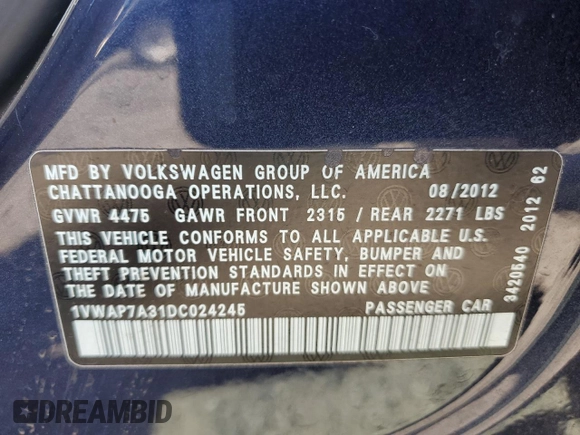 MFD BY VOLKSWAGEN GROUP OF AMERICA
CHATTANOOGA OPERATIONS, LLC. 08/2012
GVWR 4475 GAWR FRONT 2315 / REAR 2271 LBS
THIS VEHICLE CONFORMS TO ALL APPLICABLE U.S.
FEDERAL MOTOR VEHICLE SAFETY, BUMPER AND
THEFT PREVENTION STANDARDS IN EFFECT ON
THE DATE OF MANUFACTURE SHOWN ABOVE
1VWAP7A31DC024245 PASSENGER CAR
3420540 2012 62
DREAMBID